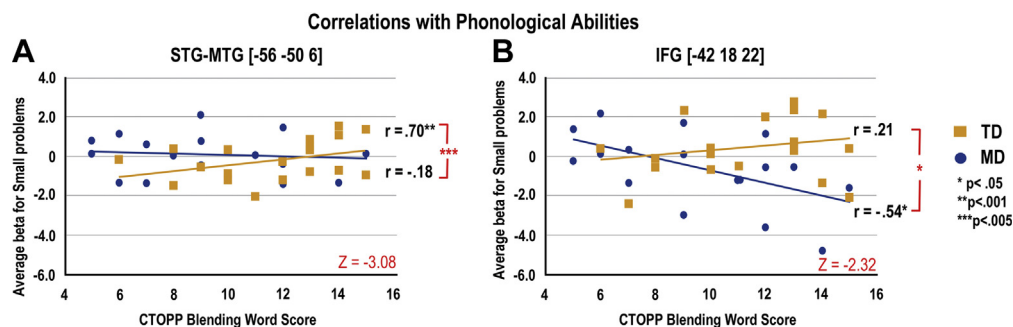 Correlations with Phonological Abilities
A
STG-MTG [-56 -50 6]
Average beta for Small problems
4.0
2.0
0
-2.0
-4.0
-6.0
r = .70**
***
r = -.18
Z = -3.08
4 6 8 10 12 14 16
CTOPP Blending Word Score
B
IFG [-42 18 22]
Average beta for Small problems
4.0
2.0
0
-2.0
-4.0
-6.0
r = .21
*
r = -.54*
Z = -2.32
4 6 8 10 12 14 16
CTOPP Blending Word Score
TD
MD
* p< .05
**p<.001
***p<.005